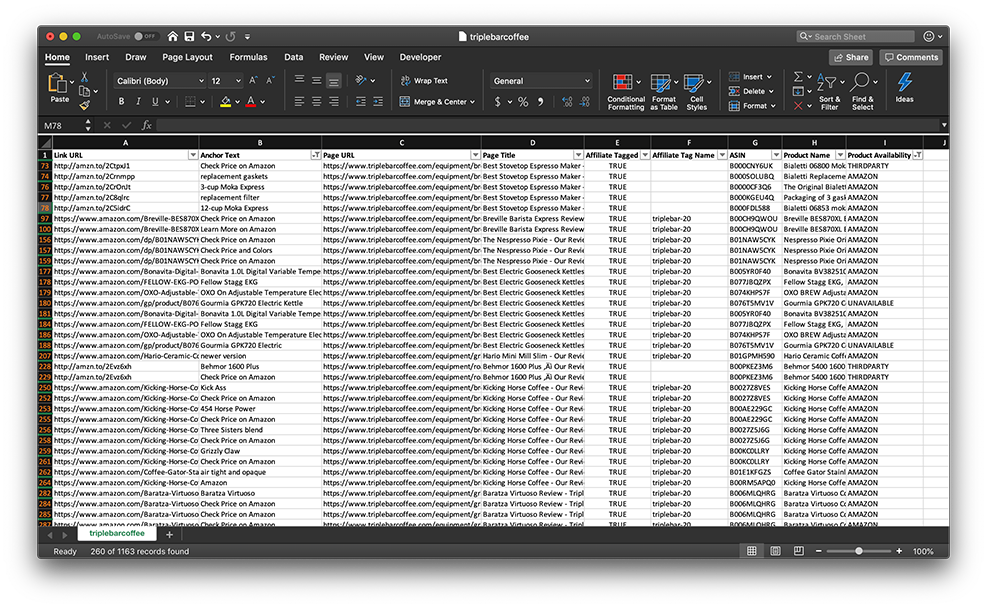 AutoSave OFF triplebarcoffee Search Sheet
Home Insert Draw Page Layout Formulas Data Review View Developer Share Comments
Paste Calibri (Body) 12 A A Wrap Text General Conditional Formatting Format as Table Cell Styles Insert Delete Format Sort & Filter Find & Select Ideas
B I U A Merge & Center $ % 9
M78 fx
A B C D E F G H I J
1 Link URL Anchor Text Page URL Page Title Affiliate Tagged Affiliate Tag Name ASIN Product Name Product Availability
73 http://amzn.to/2CtpxJ1 Check Price on Amazon https://www.triplebarcoffee.com/equipment/br Best Stovetop Espresso Maker - TRUE B000CNY6UK Bialetti 06800 Mok THIRDPARTY
74 http://amzn.to/2Crnmpp replacement gaskets https://www.triplebarcoffee.com/equipment/br Best Stovetop Espresso Maker - TRUE B000SOLUBQ Bialetti Replaceme AMAZON
76 http://amzn.to/2CrOnJt 3-cup Moka Express https://www.triplebarcoffee.com/equipment/br Best Stovetop Espresso Maker - TRUE B0000CF3Q6 The Original Bialet AMAZON
77 http://amzn.to/2C8qlrc replacement filter https://www.triplebarcoffee.com/equipment/br Best Stovetop Espresso Maker - TRUE B000KGEU4Q Packaging of 3 gas AMAZON
78 http://amzn.to/2C5idrC 12-cup Moka Express https://www.triplebarcoffee.com/equipment/br Best Stovetop Espresso Maker - TRUE B000FDL588 Bialetti 06853 mok AMAZON
97 https://www.amazon.com/Breville-BES870X Check Price on Amazon https://www.triplebarcoffee.com/equipment/br Breville Barista Express Review TRUE triplebar-20 B00CH9QWOU Breville BES870XL B AMAZON
100 https://www.amazon.com/Breville-BES870X Learn More on Amazon https://www.triplebarcoffee.com/equipment/br Breville Barista Express Review TRUE triplebar-20 B00CH9QWOU Breville BES870XL B AMAZON
156 https://www.amazon.com/dp/B01NAW5CYK Check Price on Amazon https://www.triplebarcoffee.com/equipment/br The Nespresso Pixie - Our Revi TRUE triplebar-20 B01NAW5CYK Nespresso Pixie Ori AMAZON
157 https://www.amazon.com/dp/B01NAW5CYK Check Price and Colors https://www.triplebarcoffee.com/equipment/br The Nespresso Pixie - Our Revi TRUE triplebar-20 B01NAW5CYK Nespresso Pixie Ori AMAZON
159 https://www.amazon.com/dp/B01NAW5CYK Check Price on Amazon https://www.triplebarcoffee.com/equipment/br The Nespresso Pixie - Our Revi TRUE triplebar-20 B01NAW5CYK Nespresso Pixie Ori AMAZON
177 https://www.amazon.com/Bonavita-Digital- Bonavita 1.0L Digital Variable Tempe https://www.triplebarcoffee.com/equipment/br Best Electric Gooseneck Kettles TRUE triplebar-20 B005YR0F40 Bonavita BV382510 AMAZON
178 https://www.amazon.com/FELLOW-EKG-PO Fellow Stagg EKG https://www.triplebarcoffee.com/equipment/br Best Electric Gooseneck Kettles TRUE triplebar-20 B077JBQZPX Fellow Stagg EKG, AMAZON
179 https://www.amazon.com/OXO-Adjustable- OXO On Adjustable Temperature Elec https://www.triplebarcoffee.com/equipment/br Best Electric Gooseneck Kettles TRUE triplebar-20 B074KHPS7F OXO BREW Adjusta AMAZON
180 https://www.amazon.com/gp/product/B076 Gourmia GPK720 Electric Kettle https://www.triplebarcoffee.com/equipment/br Best Electric Gooseneck Kettles TRUE triplebar-20 B076T5MV1V Gourmia GPK720 C UNAVAILABLE
181 https://www.amazon.com/Bonavita-Digital- Bonavita 1.0L Digital Variable Tempe https://www.triplebarcoffee.com/equipment/br Best Electric Gooseneck Kettles TRUE triplebar-20 B005YR0F40 Bonavita BV382510 AMAZON
184 https://www.amazon.com/FELLOW-EKG-PO Fellow Stagg EKG https://www.triplebarcoffee.com/equipment/br Best Electric Gooseneck Kettles TRUE triplebar-20 B077JBQZPX Fellow Stagg EKG, AMAZON
186 https://www.amazon.com/OXO-Adjustable- OXO On Adjustable Temperature Elec https://www.triplebarcoffee.com/equipment/br Best Electric Gooseneck Kettles TRUE triplebar-20 B074KHPS7F OXO BREW Adjusta AMAZON
188 https://www.amazon.com/gp/product/B076 Gourmia GPK720 Electric https://www.triplebarcoffee.com/equipment/br Best Electric Gooseneck Kettles TRUE triplebar-20 B076T5MV1V Gourmia GPK720 C UNAVAILABLE
207 https://www.amazon.com/Hario-Ceramic-Co newer version https://www.triplebarcoffee.com/equipment/gr Hario Mini Mill Slim - Our Revie TRUE triplebar-20 B01GPMH590 Hario Ceramic Coff AMAZON
228 http://amzn.to/2Evz6xh Behmor 1600 Plus https://www.triplebarcoffee.com/equipment/ro Behmor 1600 Plus ‚Äì Our Revi TRUE B00PKEZ3M6 Behmor 5400 1600 THIRDPARTY
229 http://amzn.to/2Evz6xh Check Price on Amazon https://www.triplebarcoffee.com/equipment/ro Behmor 1600 Plus ‚Äì Our Revi TRUE B00PKEZ3M6 Behmor 5400 1600 THIRDPARTY
250 https://www.amazon.com/Kicking-Horse-Co Kick Ass https://www.triplebarcoffee.com/equipment/gr Kicking Horse Coffee - Our Revi TRUE triplebar-20 B0027Z8VES Kicking Horse Coffe AMAZON
252 https://www.amazon.com/Kicking-Horse-Co Check Price on Amazon https://www.triplebarcoffee.com/equipment/gr Kicking Horse Coffee - Our Revi TRUE triplebar-20 B0027Z8VES Kicking Horse Coffe AMAZON
253 https://www.amazon.com/Kicking-Horse-Co 454 Horse Power https://www.triplebarcoffee.com/equipment/gr Kicking Horse Coffee - Our Revi TRUE triplebar-20 B00AE229GC Kicking Horse Coffe AMAZON
255 https://www.amazon.com/Kicking-Horse-Co Check Price on Amazon https://www.triplebarcoffee.com/equipment/gr Kicking Horse Coffee - Our Revi TRUE triplebar-20 B00AE229GC Kicking Horse Coffe AMAZON
256 https://www.amazon.com/Kicking-Horse-Co Three Sisters blend https://www.triplebarcoffee.com/equipment/gr Kicking Horse Coffee - Our Revi TRUE triplebar-20 B0027Z5J6G Kicking Horse Coffe AMAZON
258 https://www.amazon.com/Kicking-Horse-Co Check Price on Amazon https://www.triplebarcoffee.com/equipment/gr Kicking Horse Coffee - Our Revi TRUE triplebar-20 B0027Z5J6G Kicking Horse Coffe AMAZON
259 https://www.amazon.com/Kicking-Horse-Co Grizzly Claw https://www.triplebarcoffee.com/equipment/gr Kicking Horse Coffee - Our Revi TRUE triplebar-20 B00KCDLLRY Kicking Horse Coffe AMAZON
261 https://www.amazon.com/Kicking-Horse-Co Check Price on Amazon https://www.triplebarcoffee.com/equipment/gr Kicking Horse Coffee - Our Revi TRUE triplebar-20 B00KCDLLRY Kicking Horse Coffe AMAZON
262 https://www.amazon.com/Coffee-Gator-Sta air tight and opaque https://www.triplebarcoffee.com/equipment/gr Kicking Horse Coffee - Our Revi TRUE triplebar-20 B01E1KFGZS Coffee Gator Stainl AMAZON
264 https://www.amazon.com/Kicking-Horse-Co Amazon https://www.triplebarcoffee.com/equipment/gr Kicking Horse Coffee - Our Revi TRUE triplebar-20 B00RMSAPQ0 Kicking Horse Coffe AMAZON
282 https://www.amazon.com/Baratza-Virtuoso Baratza Virtuoso https://www.triplebarcoffee.com/equipment/gr Baratza Virtuoso Review - Tripl TRUE triplebar-20 B006MLQHRG Baratza Virtuoso Co AMAZON
284 https://www.amazon.com/Baratza-Virtuoso Check Price on Amazon https://www.triplebarcoffee.com/equipment/gr Baratza Virtuoso Review - Tripl TRUE triplebar-20 B006MLQHRG Baratza Virtuoso Co AMAZON
285 https://www.amazon.com/Baratza-Virtuoso Check Price on Amazon https://www.triplebarcoffee.com/equipment/gr Baratza Virtuoso Review - Tripl TRUE triplebar-20 B006MLQHRG Baratza Virtuoso Co AMAZON
287 https://www.amazon.com/Baratza-Virtuoso Check Price on Amazon https://www.triplebarcoffee.com/equipment/gr Baratza Virtuoso Review - Tripl TRUE triplebar-20 B006MLQHRG Baratza Virtuoso Co AMAZON
triplebarcoffee +
Ready 260 of 1163 records found 100%